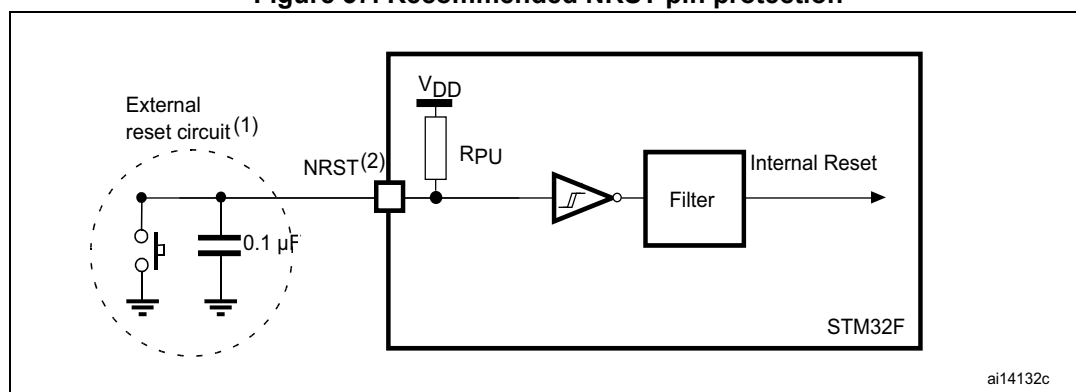 Figure 37. Recommended NRST pin protection
External
reset circuit(1)
VDD
NRST(2)
RPU
Internal Reset
Filter
0.1 µF
STM32F
ai14132c